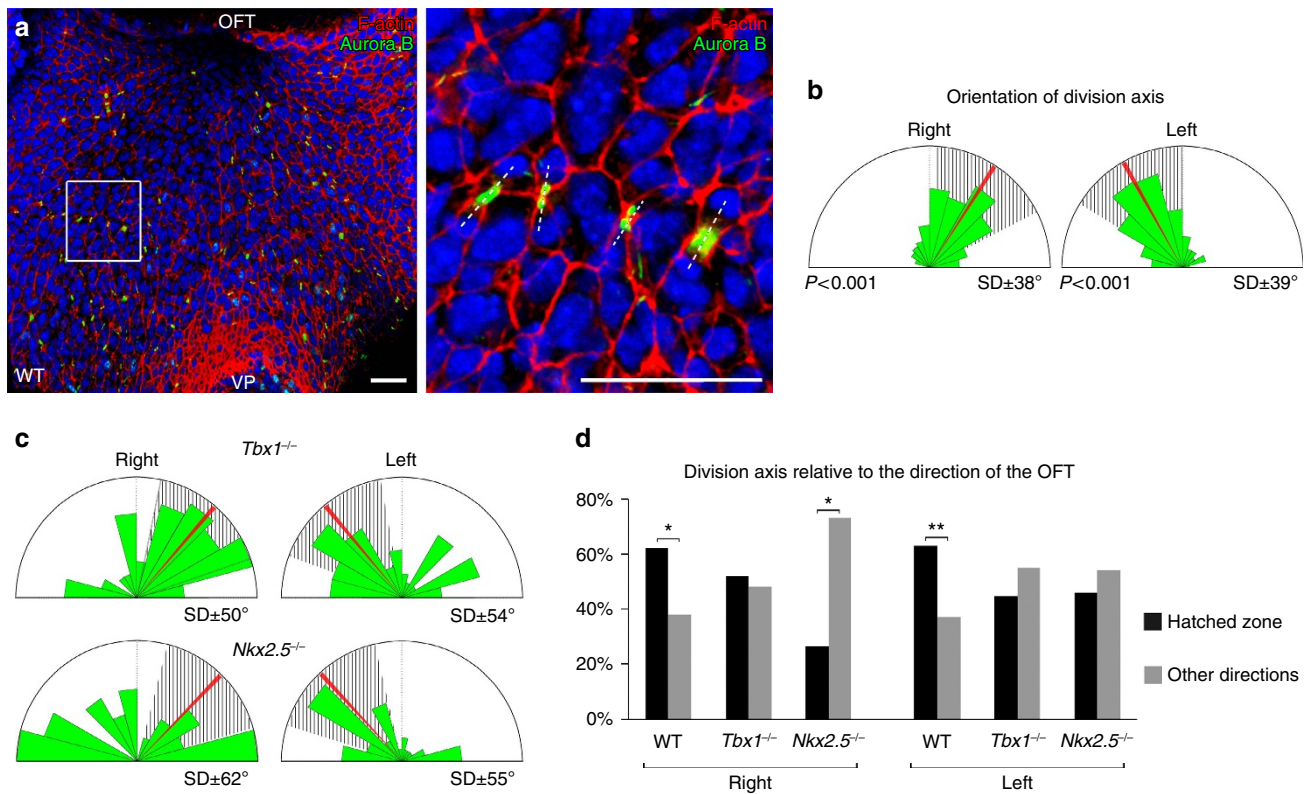 a
OFT
F-actin
Aurora B
WT
VP
F-actin
Aurora B
b
Orientation of division axis
Right
Left
P<0.001
SD±38°
P<0.001
SD±39°
c
Tbx1–/–
Right
Left
SD±50°
SD±54°
Nkx2.5–/–
SD±62°
SD±55°
d
Division axis relative to the direction of the OFT
80%
60%
40%
20%
0%
*
*
**
WT
Tbx1–/–
Nkx2.5–/–
WT
Tbx1–/–
Nkx2.5–/–
Right
Left
Hatched zone
Other directions